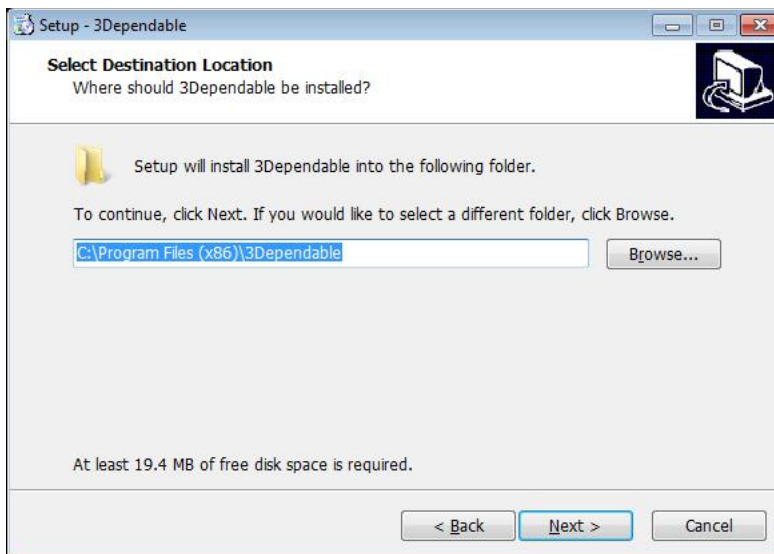 Setup - 3Dependable
Select Destination Location
Where should 3Dependable be installed?
Setup will install 3Dependable into the following folder.
To continue, click Next. If you would like to select a different folder, click Browse.
C:\Program Files (x86)\3Dependable
Browse...
At least 19.4 MB of free disk space is required.
< Back
Next >
Cancel